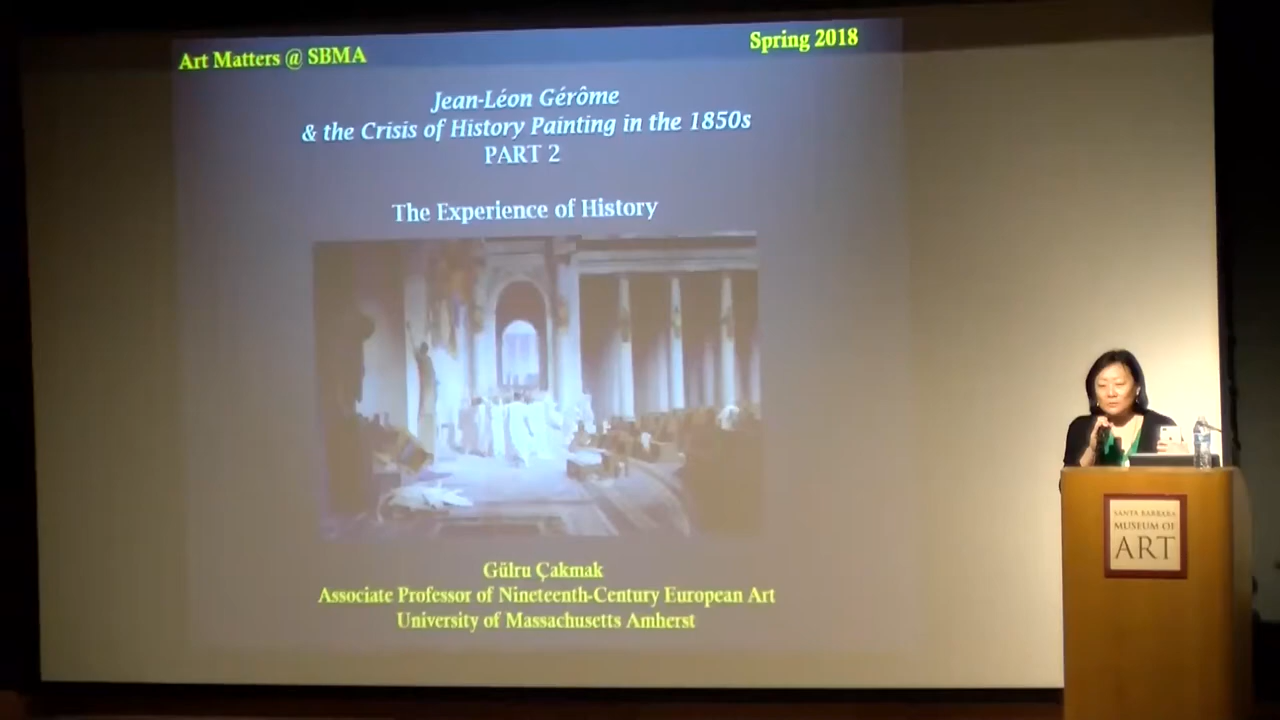 Art Matters @ SBMA
Spring 2018
Jean-Léon Gérôme
& the Crisis of History Painting in the 1850s
PART 2
The Experience of History
Gülru Çakmak
Associate Professor of Nineteenth-Century European Art
University of Massachusetts Amherst
SANTA BARBARA
MUSEUM OF
ART